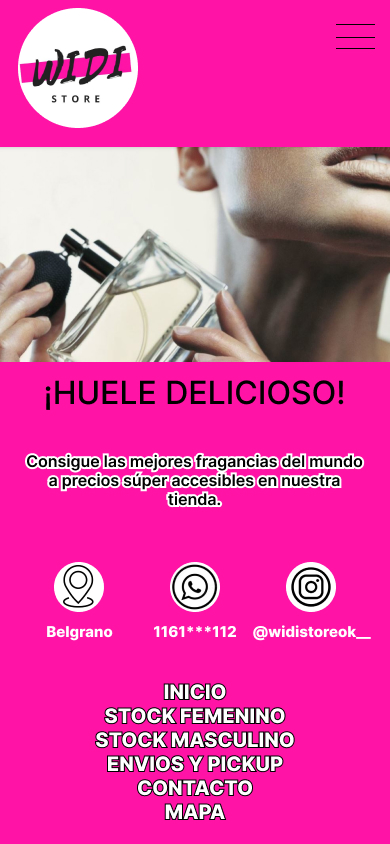 WIDI
STORE
¡HUELE DELICIOSO!
Consigue las mejores fragancias del mundo
a precios súper accesibles en nuestra
tienda.
Belgrano 1161***112 @widistoreok__
INICIO
STOCK FEMENINO
STOCK MASCULINO
ENVIOS Y PICKUP
CONTACTO
MAPA